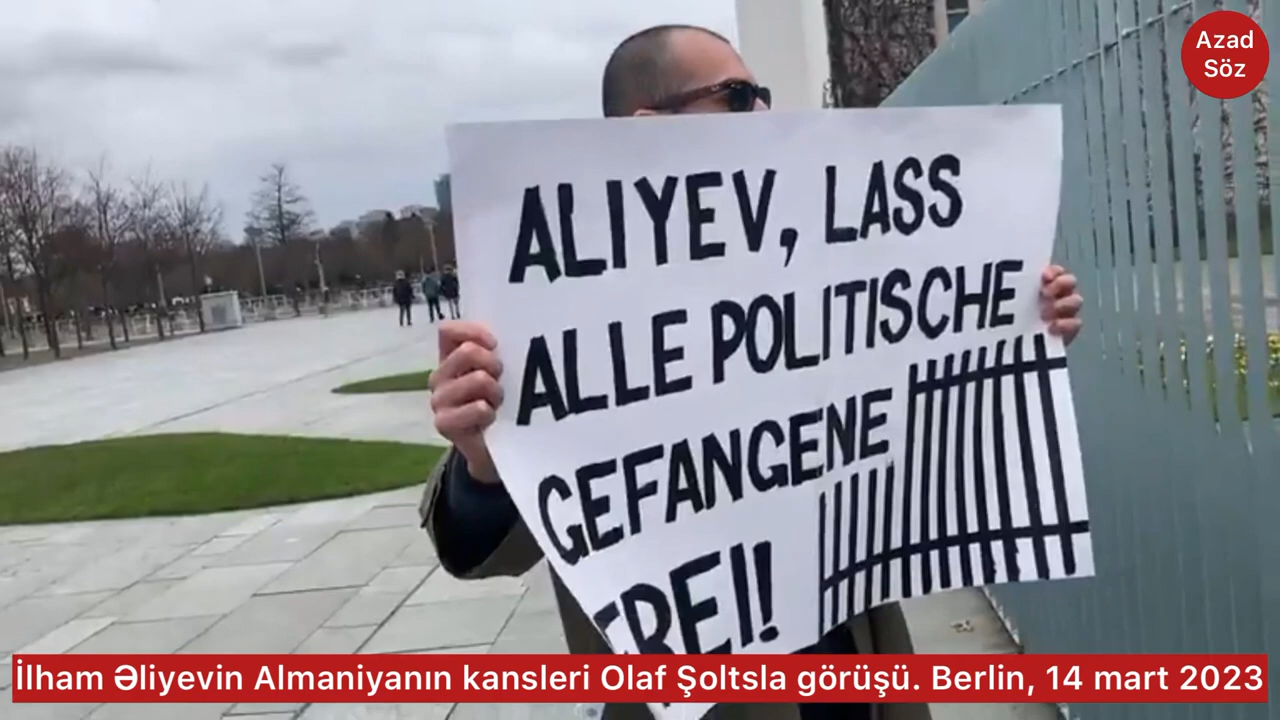 Azad
Söz
ALIYEV, LASS
ALLE POLITISCHE
GEFANGENE
FREI!
İlham Əliyevin Almaniyanın kansleri Olaf Şoltsla görüşü. Berlin, 14 mart 2023